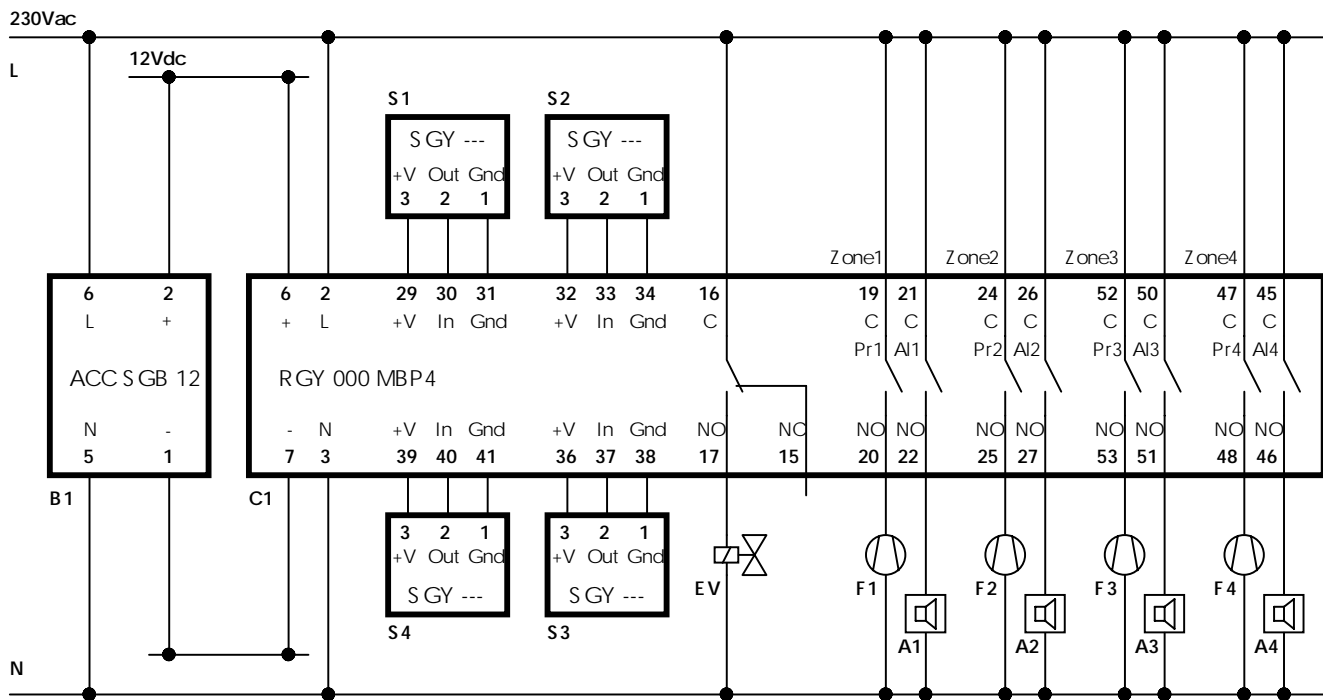 230Vac
L
12Vdc
S1 S2
SGY --- SGY ---
+V Out Gnd +V Out Gnd
3 2 1 3 2 1
Zone1 Zone2 Zone3 Zone4
6 2 6 2 29 30 31 32 33 34 16 19 21 24 26 52 50 47 45
L + + L +V In Gnd +V In Gnd C C C C C C C C C
Pr1 Al1 Pr2 Al2 Pr3 Al3 Pr4 Al4
ACC SGB 12 RGY 000 MBP4
N - - N +V In Gnd +V In Gnd NO NO NO NO NO NO NO NO NO NO
5 1 7 3 39 40 41 36 37 38 17 15 20 22 25 27 53 51 48 46
B1 C1
3 2 1 3 2 1
+V Out Gnd +V Out Gnd
SGY --- SGY ---
EV F1 F2 F3 F4
S4 S3
A1 A2 A3 A4
N